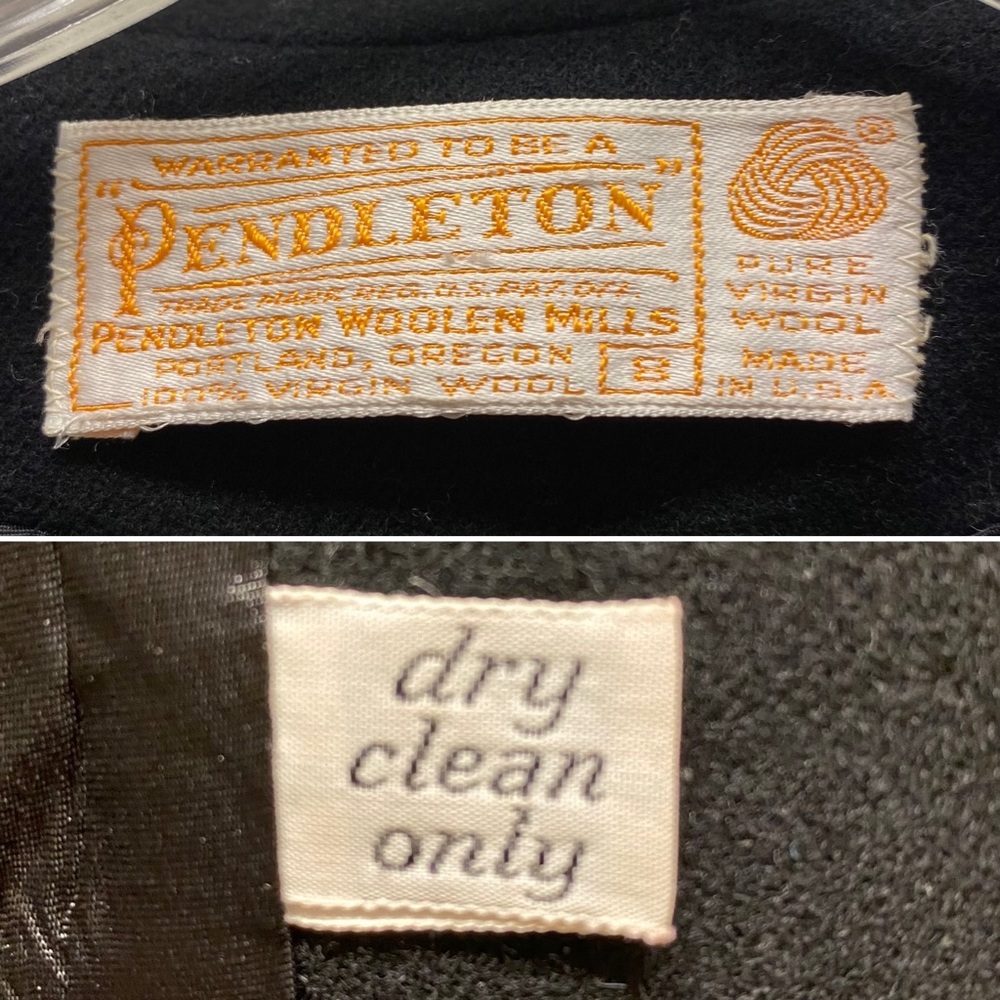 WARRANTED TO BE A
"PENDLETON"
TRADE MARK REG. U.S. PAT. OFF.
PENDLETON WOOLEN MILLS
PORTLAND, OREGON
100% VIRGIN WOOL
8
®
PURE
VIRGIN
WOOL
MADE
IN U.S.A.
dry
clean
only